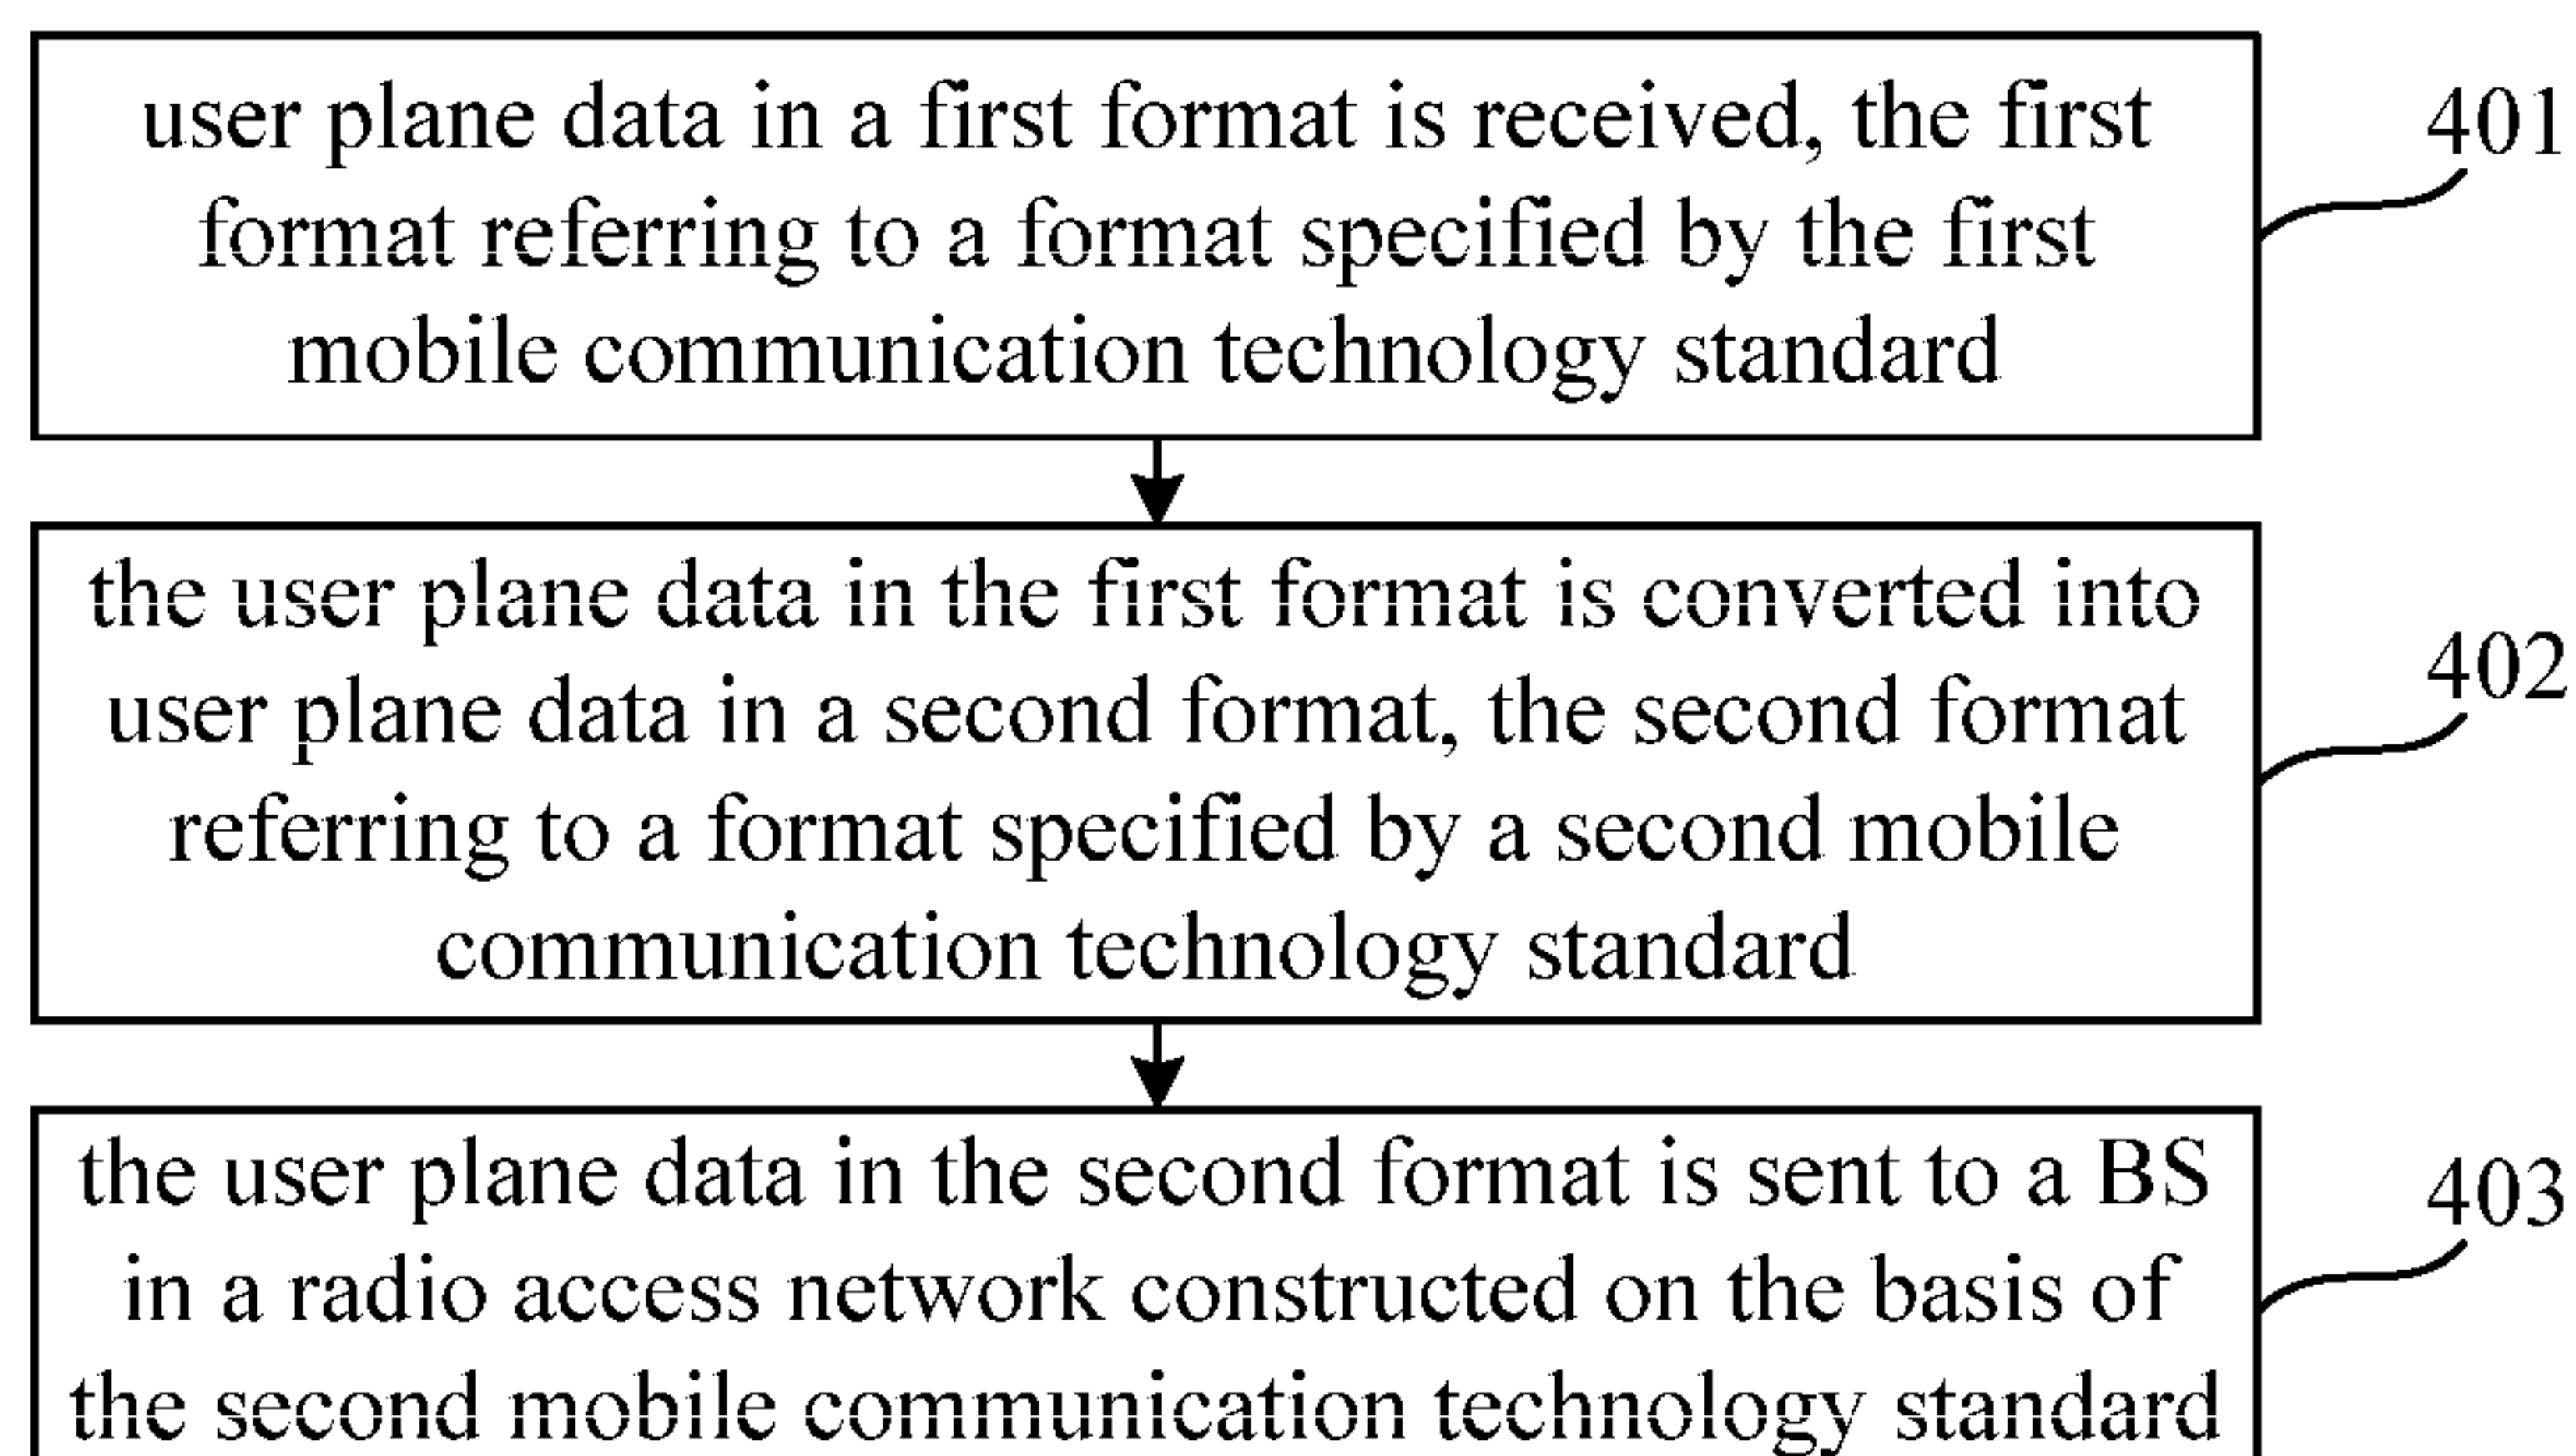 user plane data in a first format is received, the first
format referring to a format specified by the first
mobile communication technology standard
401
the user plane data in the first format is converted into
user plane data in a second format, the second format
referring to a format specified by a second mobile
communication technology standard
402
the user plane data in the second format is sent to a BS
in a radio access network constructed on the basis of
the second mobile communication technology standard
403